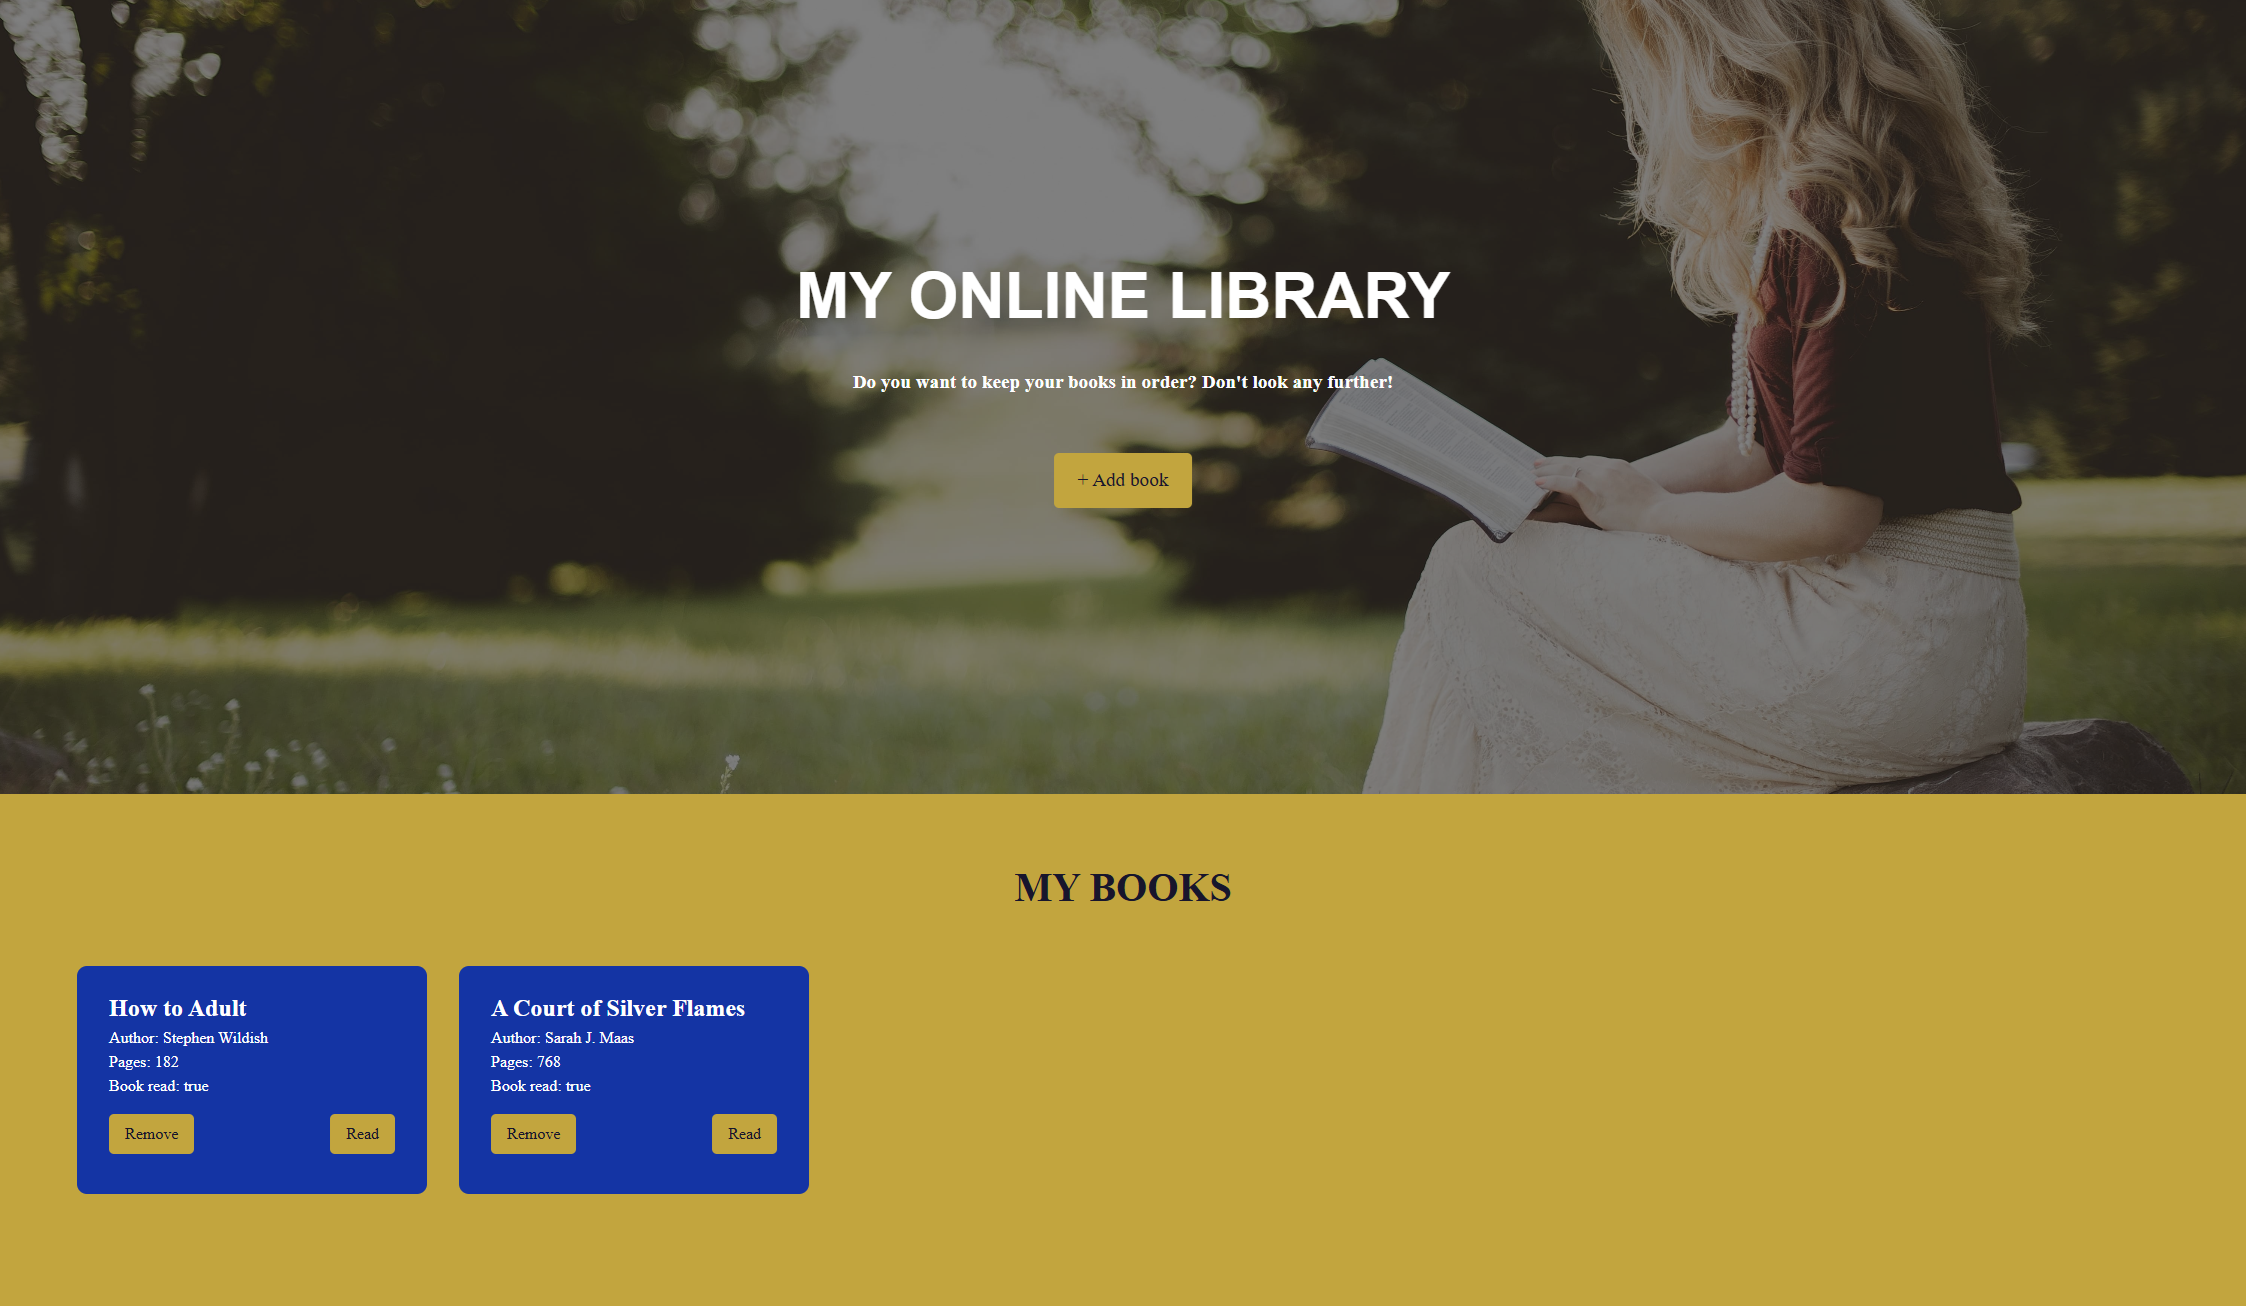 MY ONLINE LIBRARY
Do you want to keep your books in order? Don't look any further!
+ Add book
MY BOOKS
How to Adult
Author: Stephen Wildish
Pages: 182
Book read: true
Remove
Read
A Court of Silver Flames
Author: Sarah J. Maas
Pages: 768
Book read: true
Remove
Read